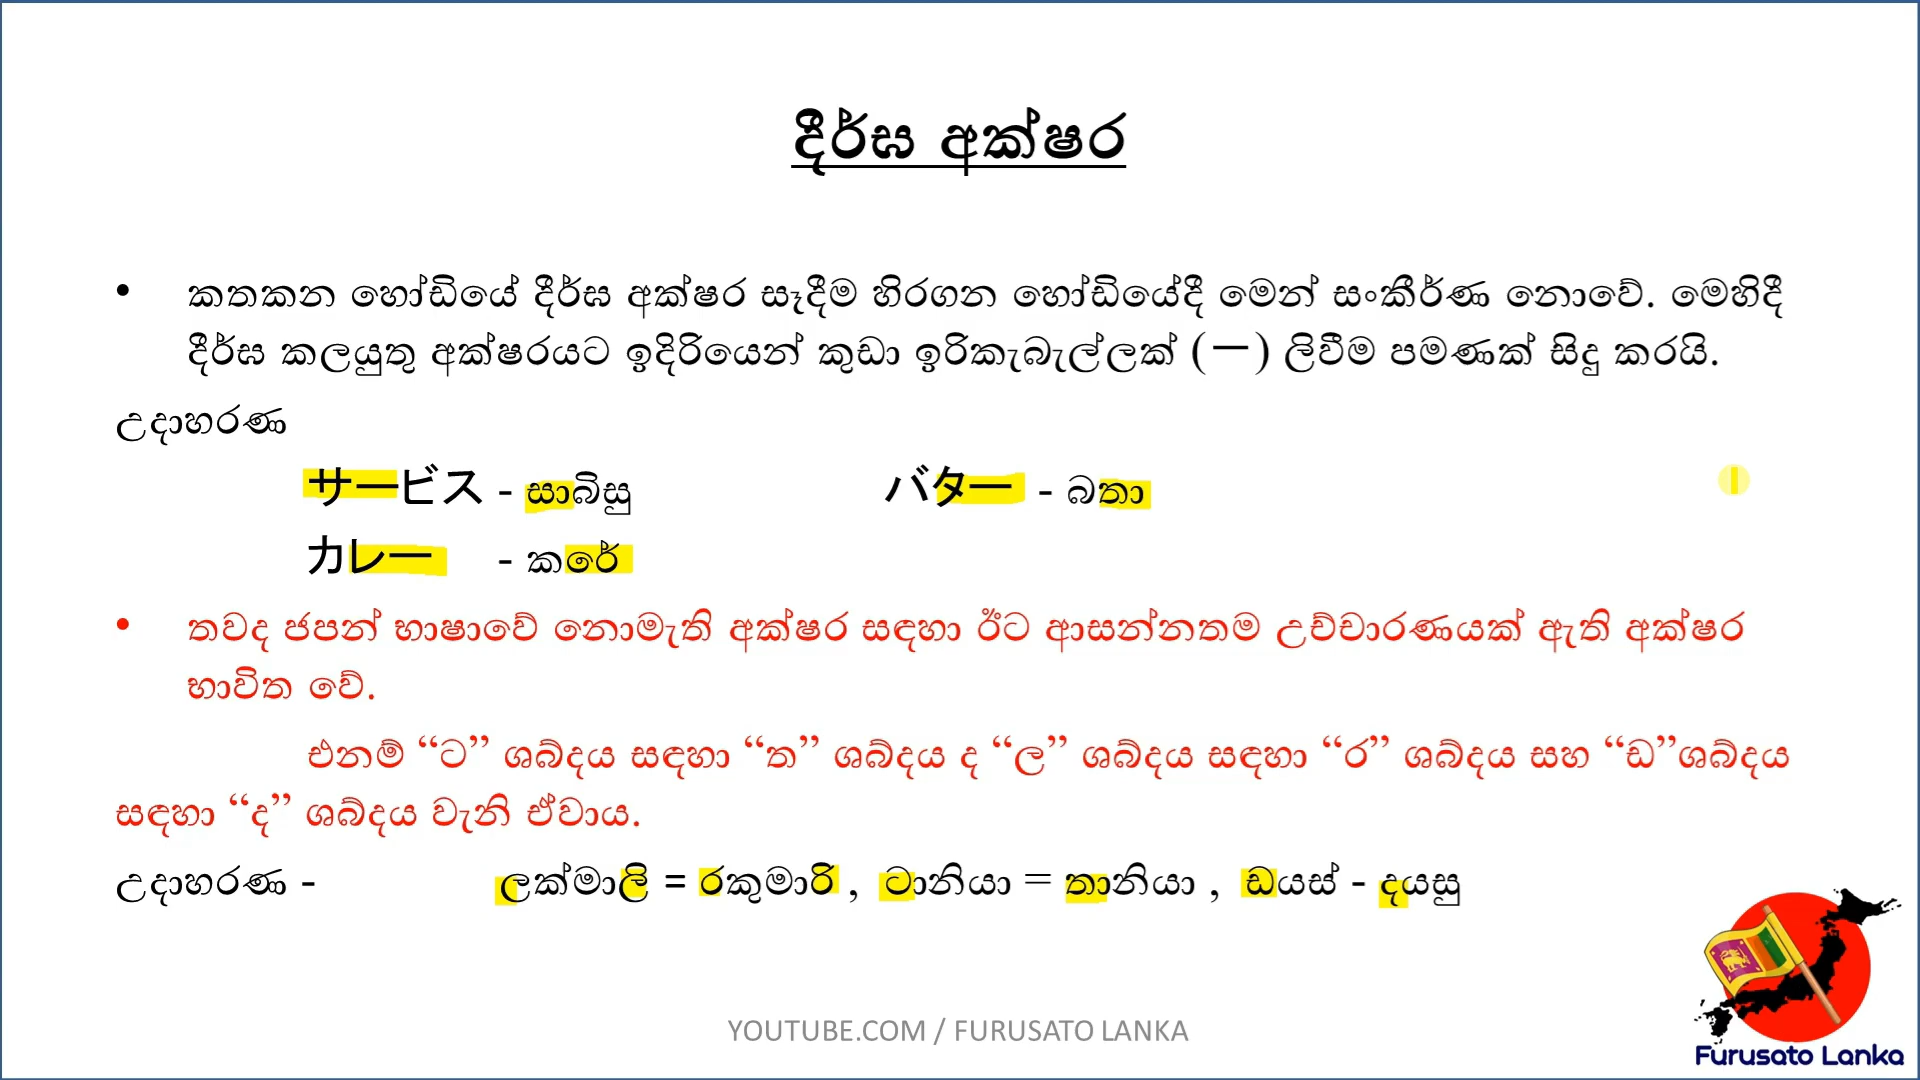 දීර්ඝ අක්ෂර
• කතකන හෝඩියේ දීර්ඝ අක්ෂර සෑදීම හිරගන හෝඩියේදී මෙන් සංකීර්ණ නොවේ. මෙහිදී
දීර්ඝ කලයුතු අක්ෂරයට ඉදිරියෙන් කුඩා ඉරිකැබැල්ලක් (ー) ලිවීම පමණක් සිදු කරයි.
උදාහරණ
サービス - සාබිසු バター - බතා
カレー - කරේ
• තවද ජපන් භාෂාවේ නොමැති අක්ෂර සඳහා ඊට ආසන්නතම උච්චාරණයක් ඇති අක්ෂර
භාවිත වේ.
එනම් “ට” ශබ්දය සඳහා “ත” ශබ්දය ද “ල” ශබ්දය සඳහා “ර” ශබ්දය සහ “ඩ”ශබ්දය
සඳහා “ද” ශබ්දය වැනි ඒවාය.
උදාහරණ - ලක්මාලි = රකුමාරි , ටානියා = තානියා , ඩයස් - දයසු
YOUTUBE.COM / FURUSATO LANKA
Furusato Lanka